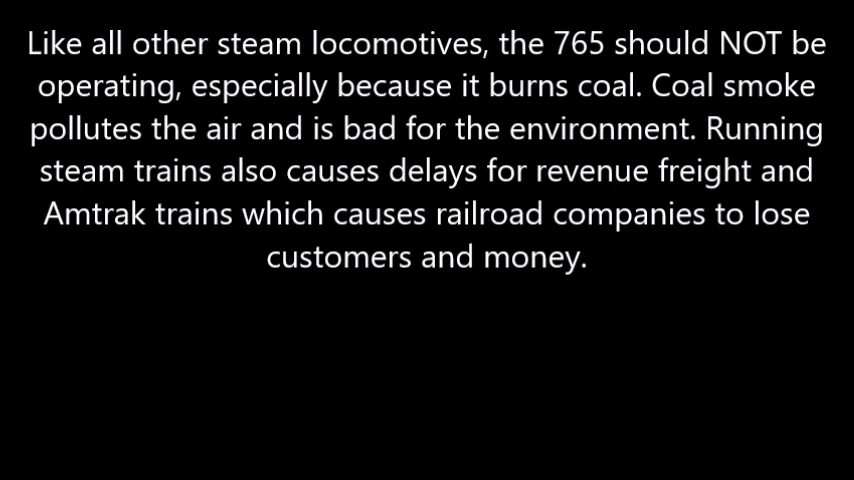 Like all other steam locomotives, the 765 should NOT be
operating, especially because it burns coal. Coal smoke
pollutes the air and is bad for the environment. Running
steam trains also causes delays for revenue freight and
Amtrak trains which causes railroad companies to lose
customers and money.